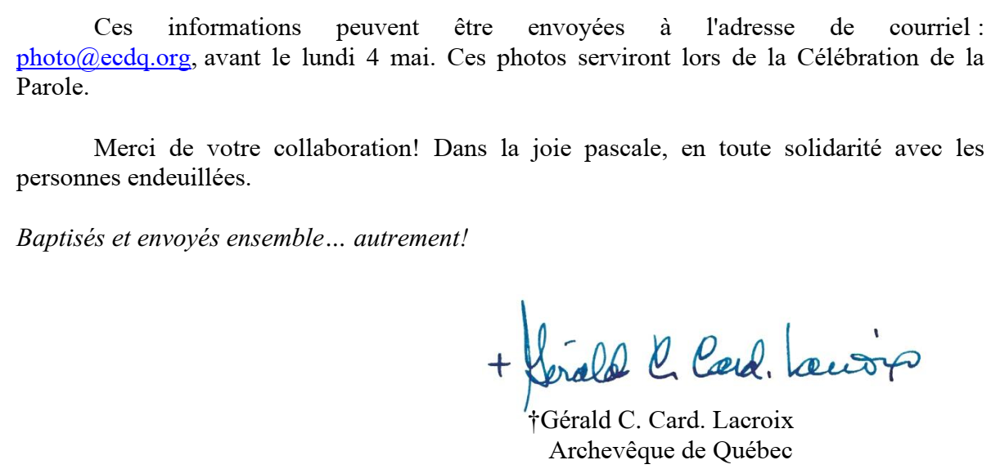 Ces informations peuvent être envoyées à l'adresse de courriel :
photo@ecdq.org, avant le lundi 4 mai. Ces photos serviront lors de la Célébration de la
Parole.
Merci de votre collaboration! Dans la joie pascale, en toute solidarité avec les
personnes endeuillées.
Baptisés et envoyés ensemble… autrement!
+ Gérald C. Card. Lacroix
†Gérald C. Card. Lacroix
Archevêque de Québec